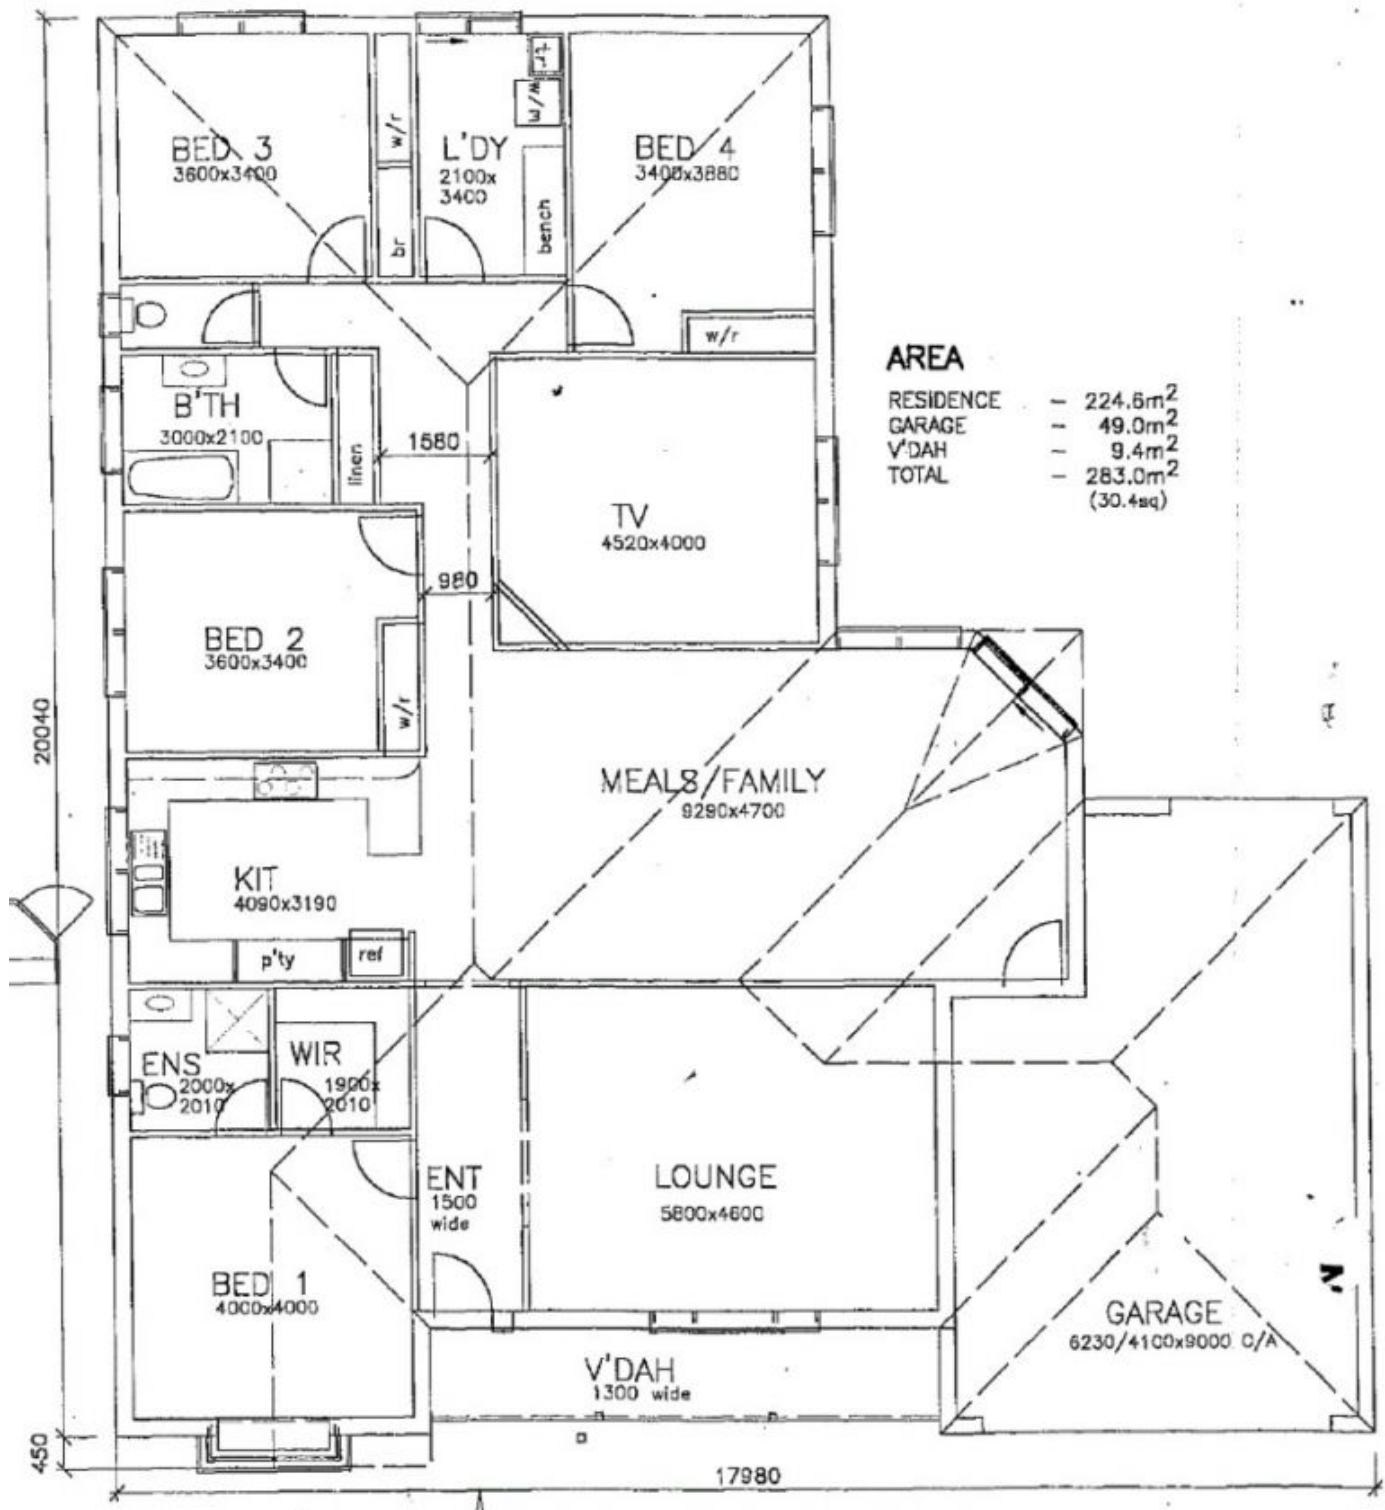 BED 3
3600x3400
w/r
br
L'DY
2100x
3400
tr
w/m
bench
BED 4
3400x3880
w/r
AREA
RESIDENCE – 224.6m²
GARAGE – 49.0m²
V'DAH – 9.4m²
TOTAL – 283.0m²
(30.4sq)
B'TH
3000x2100
linen
1580
TV
4520x4000
980
BED 2
3600x3400
w/r
20040
MEALS/FAMILY
9290x4700
KIT
4090x3190
p'ty
ref
ENS
2000x
2010
WIR
1900x
2010
ENT
1500
wide
LOUNGE
5800x4600
BED 1
4000x4000
GARAGE
6230/4100x9000 O/A
V'DAH
1300 wide
450
17980